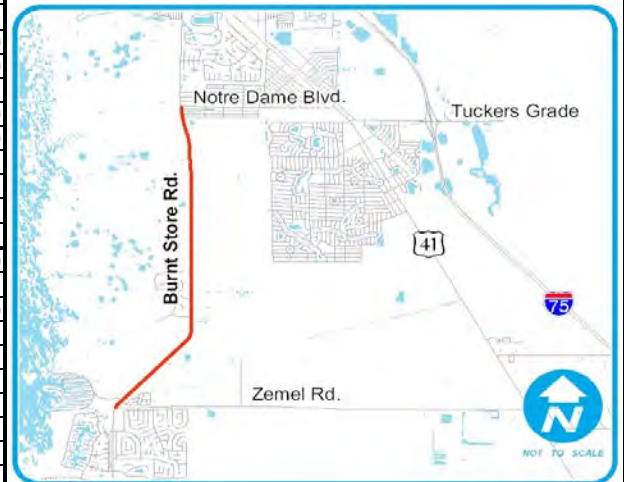 Notre Dame Blvd.
Tuckers Grade
Burnt Store Rd.
41
75
Zemel Rd.
N
NOT TO SCALE